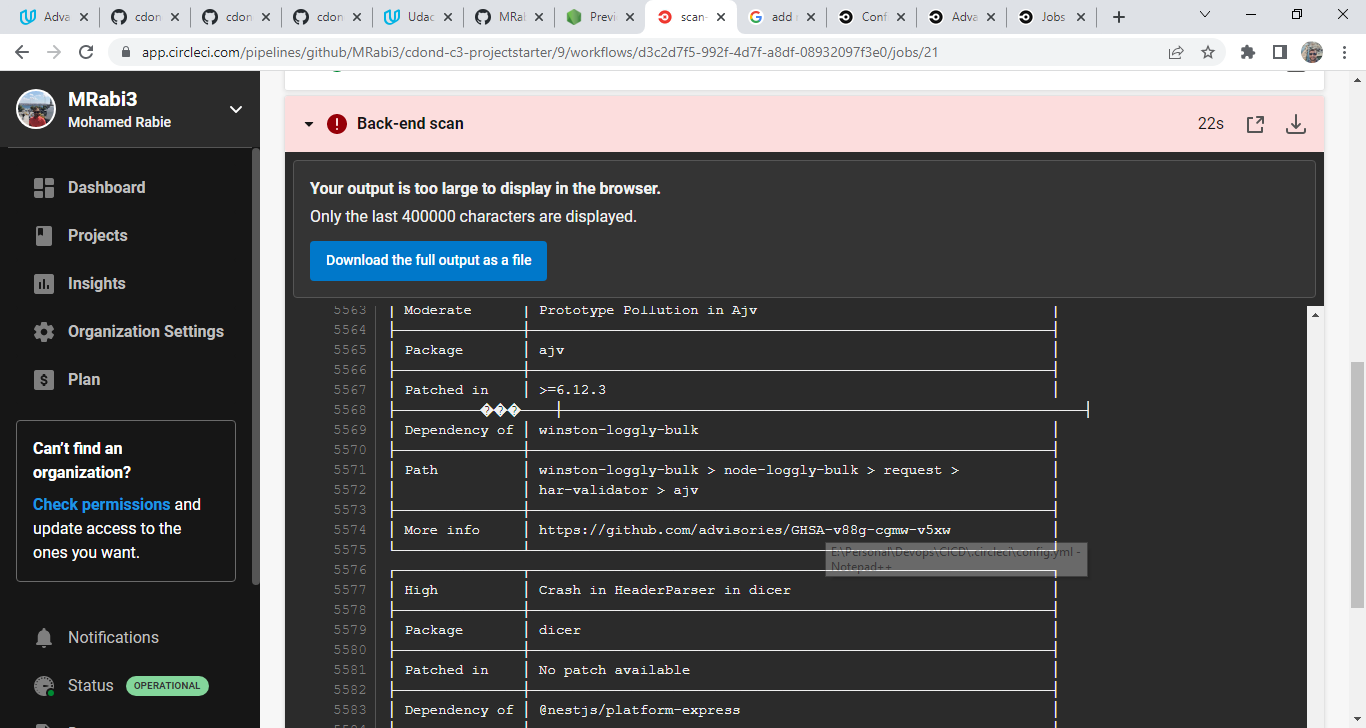 Adva
cdon
cdon
cdon
Udac
MRal
Previ
scan-
add
Conf
Adva
Jobs
app.circleci.com/pipelines/github/MRabi3/cdond-c3-projectstarter/9/workflows/d3c2d7f5-992f-4d7f-a8df-08932097f3e0/jobs/21
MRabi3
Mohamed Rabie
Dashboard
Projects
Insights
Organization Settings
Plan
Can't find an
organization?
Check permissions and
update access to the
ones you want.
Notifications
Status OPERATIONAL
Back-end scan
22s
Your output is too large to display in the browser.
Only the last 400000 characters are displayed.
Download the full output as a file
5563 Moderate Prototype Pollution in Ajv
5564
5565 Package ajv
5566
5567 Patched in >=6.12.3
5568 ���
5569 Dependency of winston-loggly-bulk
5570
5571 Path winston-loggly-bulk > node-loggly-bulk > request >
5572 har-validator > ajv
5573
5574 More info https://github.com/advisories/GHSA-v88g-cgmw-v5xw
5575
E:\Personal\Devops\CICD\.circleci\config.yml -
Notepad++
5576
5577 High Crash in HeaderParser in dicer
5578
5579 Package dicer
5580
5581 Patched in No patch available
5582
5583 Dependency of @nestjs/platform-express